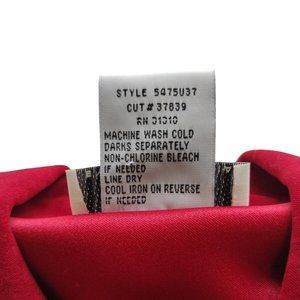 STYLE 5475U37
CUT# 37839
RN 31310
MACHINE WASH COLD
DARKS SEPARATELY
NON-CHLORINE BLEACH
IF NEEDED
LINE DRY
COOL IRON ON REVERSE
IF NEEDED